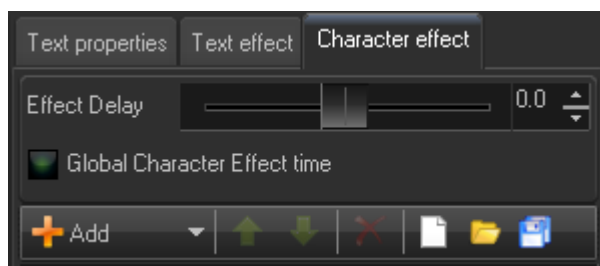 Text properties Text effect Character effect
Effect Delay 0.0
Global Character Effect time
Add